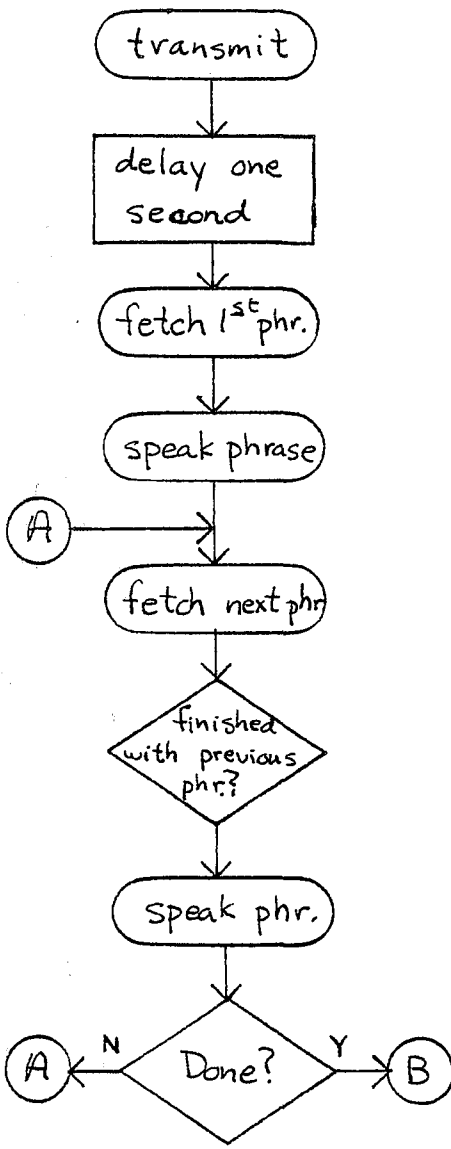 transmit
delay one
second
fetch 1st phr.
speak phrase
A
fetch next phr
finished
with previous
phr.?
speak phr.
A
N
Done?
Y
B